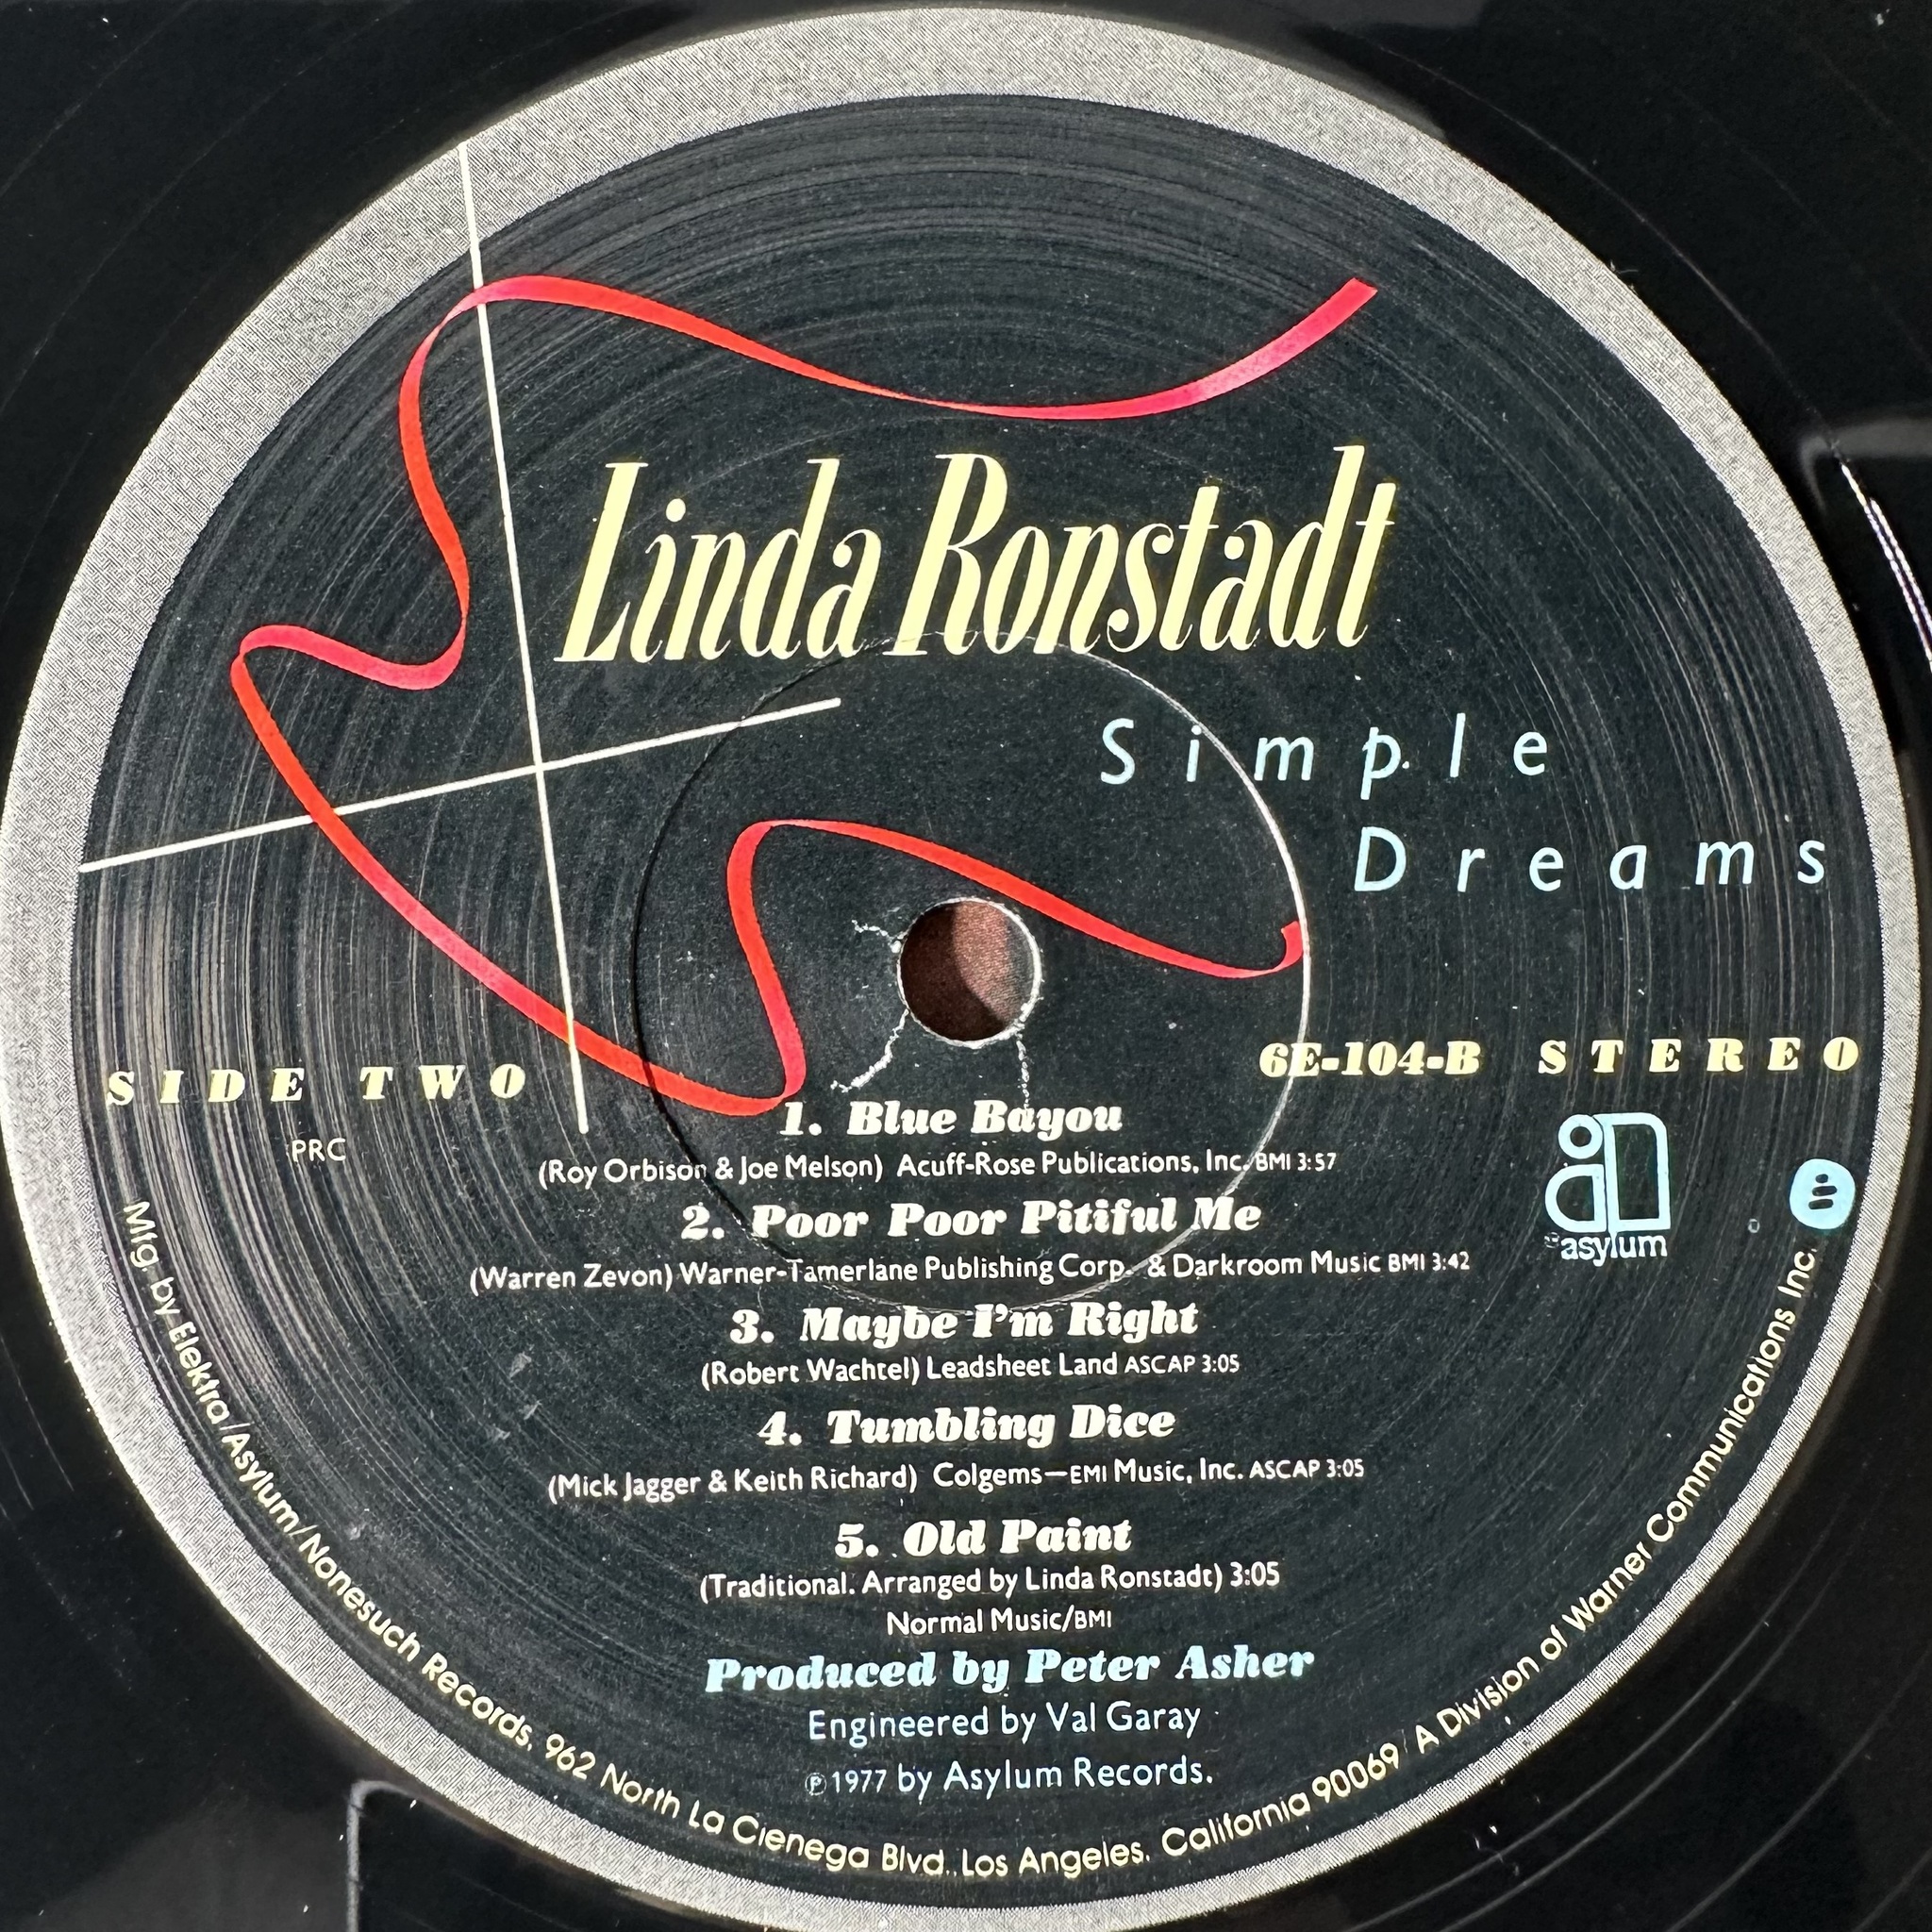 Linda Ronstadt
Simple
Dreams
SIDE TWO
PRC
6E-104-B STEREO
asylum
1. Blue Bayou
(Roy Orbison & Joe Melson) Acuff-Rose Publications, Inc. BMI 3:57
2. Poor Poor Pitiful Me
(Warren Zevon) Warner-Tamerlane Publishing Corp. & Darkroom Music BMI 3:42
3. Maybe I'm Right
(Robert Wachtel) Leadsheet Land ASCAP 3:05
4. Tumbling Dice
(Mick Jagger & Keith Richard) Colgems—EMI Music, Inc. ASCAP 3:05
5. Old Paint
(Traditional. Arranged by Linda Ronstadt) 3:05
Normal Music/BMI
Produced by Peter Asher
Engineered by Val Garay
℗ 1977 by Asylum Records.
Mfg. by Elektra/Asylum/Nonesuch Records, 962 North La Cienega Blvd., Los Angeles, California 90069 A Division of Warner Communications Inc.